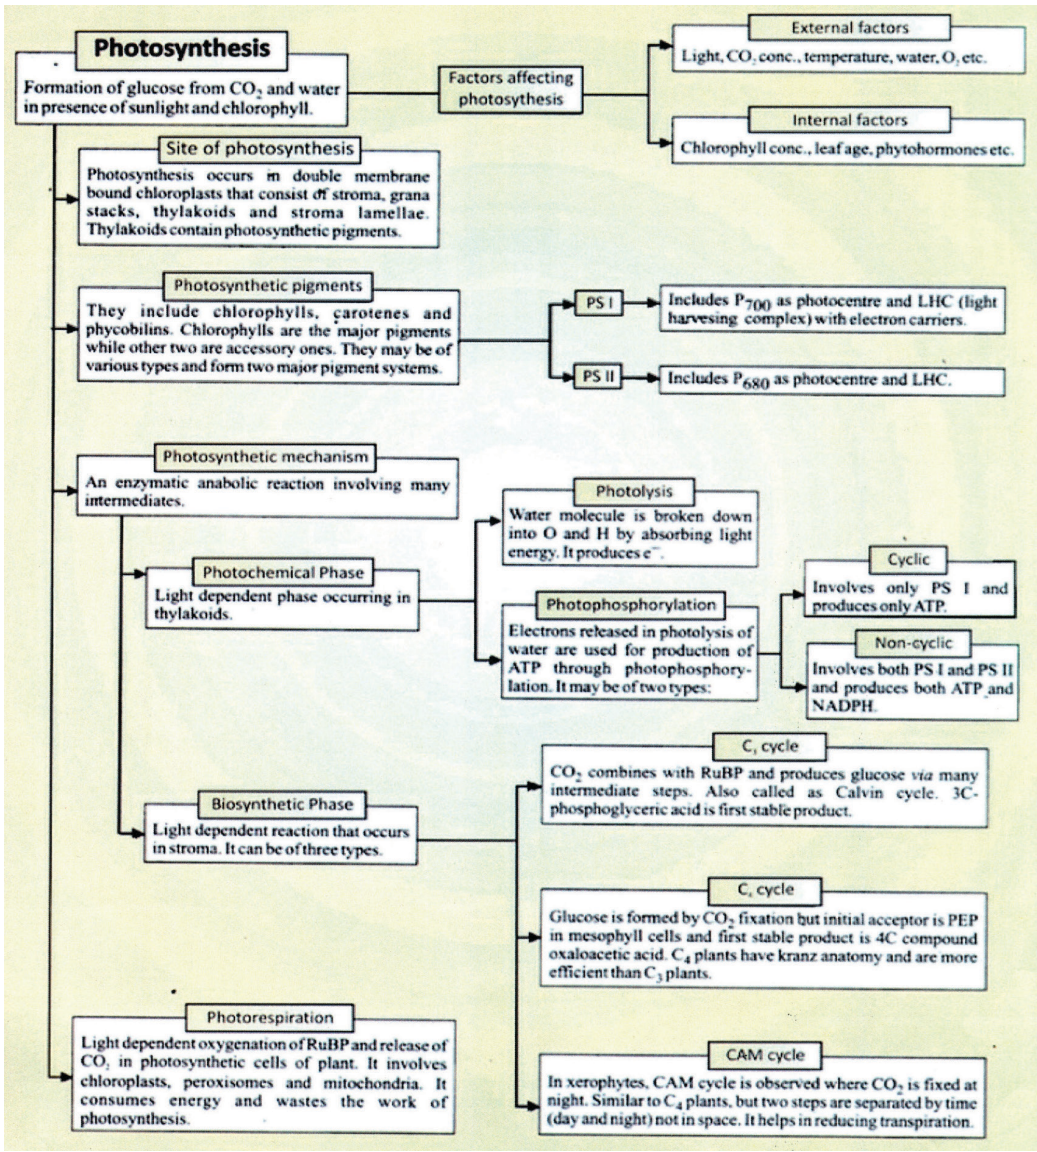 Photosynthesis
Formation of glucose from CO₂ and water
in presence of sunlight and chlorophyll.
Factors affecting
photosythesis
External factors
Light, CO₂ conc., temperature, water, O₂ etc.
Internal factors
Chlorophyll conc., leaf age, phytohormones etc.
Site of photosynthesis
Photosynthesis occurs in double membrane
bound chloroplasts that consist of stroma, grana
stacks, thylakoids and stroma lamellae.
Thylakoids contain photosynthetic pigments.
Photosynthetic pigments
They include chlorophylls, carotenes and
phycobilins. Chlorophylls are the major pigments
while other two are accessory ones. They may be of
various types and form two major pigment systems.
PS I
Includes P₇₀₀ as photocentre and LHC (light
harvesing complex) with electron carriers.
PS II
Includes P₆₈₀ as photocentre and LHC.
Photosynthetic mechanism
An enzymatic anabolic reaction involving many
intermediates.
Photochemical Phase
Light dependent phase occurring in
thylakoids.
Photolysis
Water molecule is broken down
into O and H by absorbing light
energy. It produces e⁻.
Photophosphorylation
Electrons released in photolysis of
water are used for production of
ATP through photophosphory-
lation. It may be of two types:
Cyclic
Involves only PS I and
produces only ATP.
Non-cyclic
Involves both PS I and PS II
and produces both ATP and
NADPH.
Biosynthetic Phase
Light dependent reaction that occurs
in stroma. It can be of three types.
C₃ cycle
CO₂ combines with RuBP and produces glucose via many
intermediate steps. Also called as Calvin cycle. 3C-
phosphoglyceric acid is first stable product.
C₄ cycle
Glucose is formed by CO₂ fixation but initial acceptor is PEP
in mesophyll cells and first stable product is 4C compound
oxaloacetic acid. C₄ plants have kranz anatomy and are more
efficient than C₃ plants.
CAM cycle
In xerophytes, CAM cycle is observed where CO₂ is fixed at
night. Similar to C₄ plants, but two steps are separated by time
(day and night) not in space. It helps in reducing transpiration.
Photorespiration
Light dependent oxygenation of RuBP and release of
CO₂ in photosynthetic cells of plant. It involves
chloroplasts, peroxisomes and mitochondria. It
consumes energy and wastes the work of
photosynthesis.